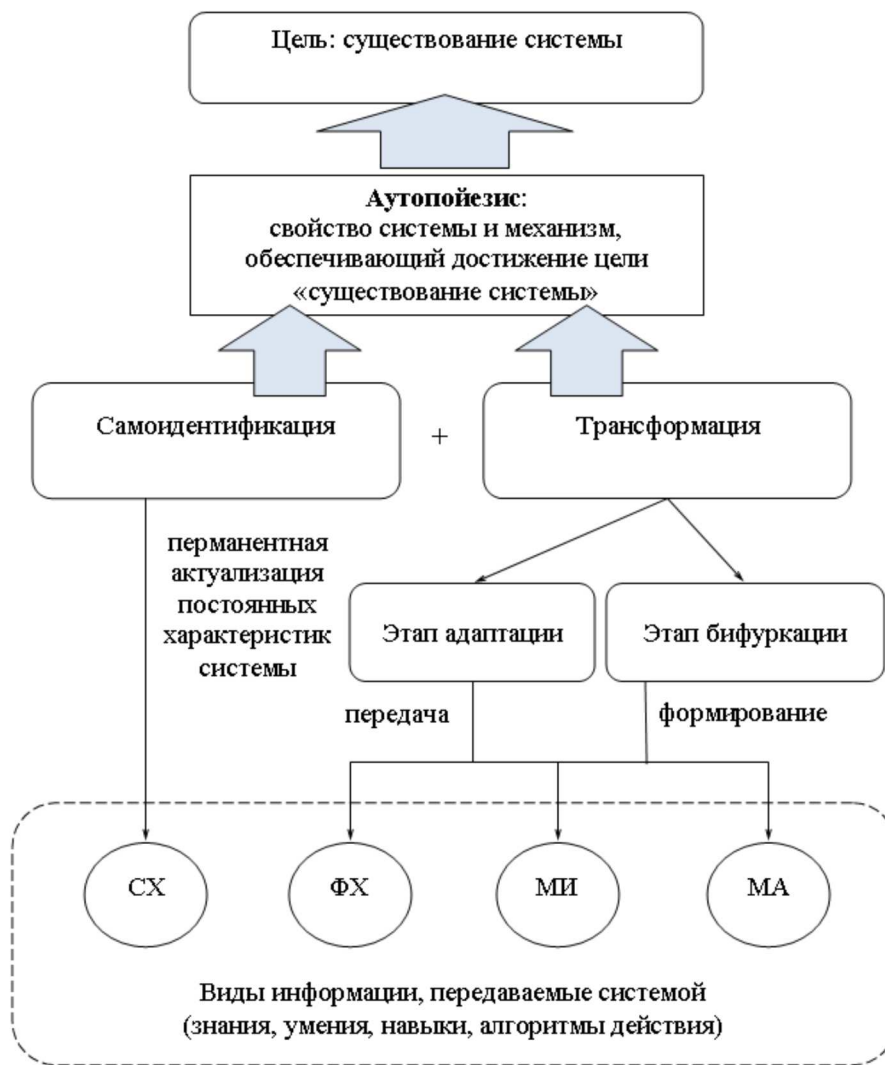 Цель: существование системы
Аутопойезис:
свойство системы и механизм,
обеспечивающий достижение цели
«существование системы»
Самоидентификация
+
Трансформация
перманентная
актуализация
постоянных
характеристик
системы
Этап адаптации
Этап бифуркации
передача
формирование
СХ
ФХ
МИ
МА
Виды информации, передаваемые системой
(знания, умения, навыки, алгоритмы действия)